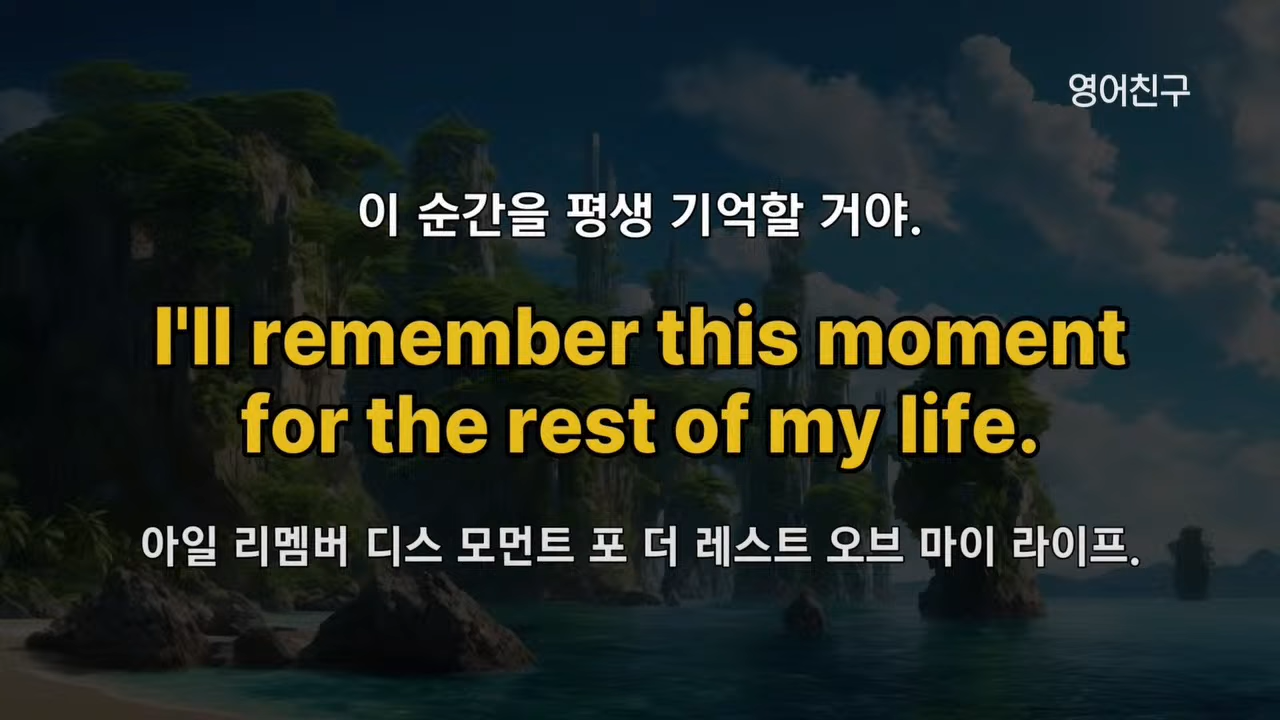 영어친구
이 순간을 평생 기억할 거야.
I'll remember this moment
for the rest of my life.
아일 리멤버 디스 모먼트 포 더 레스트 오브 마이 라이프.